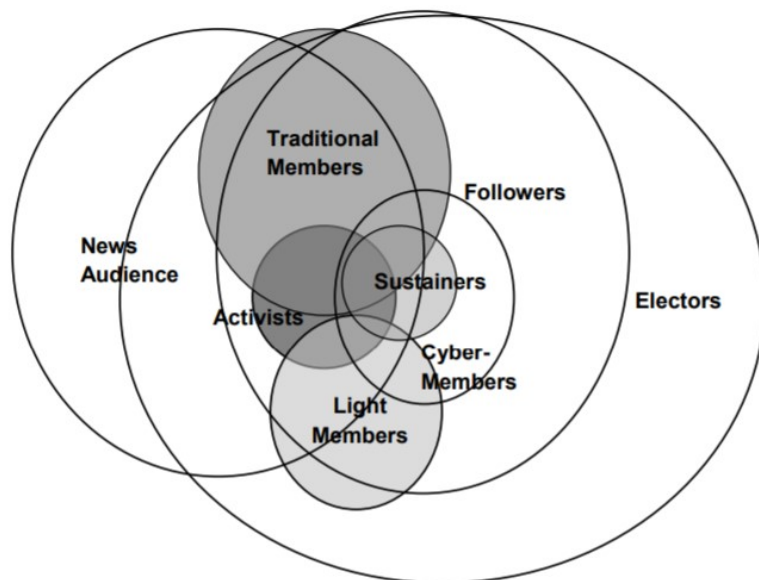 Traditional
Members
Followers
News
Audience
Sustainers
Electors
Activists
Cyber-
Members
Light
Members